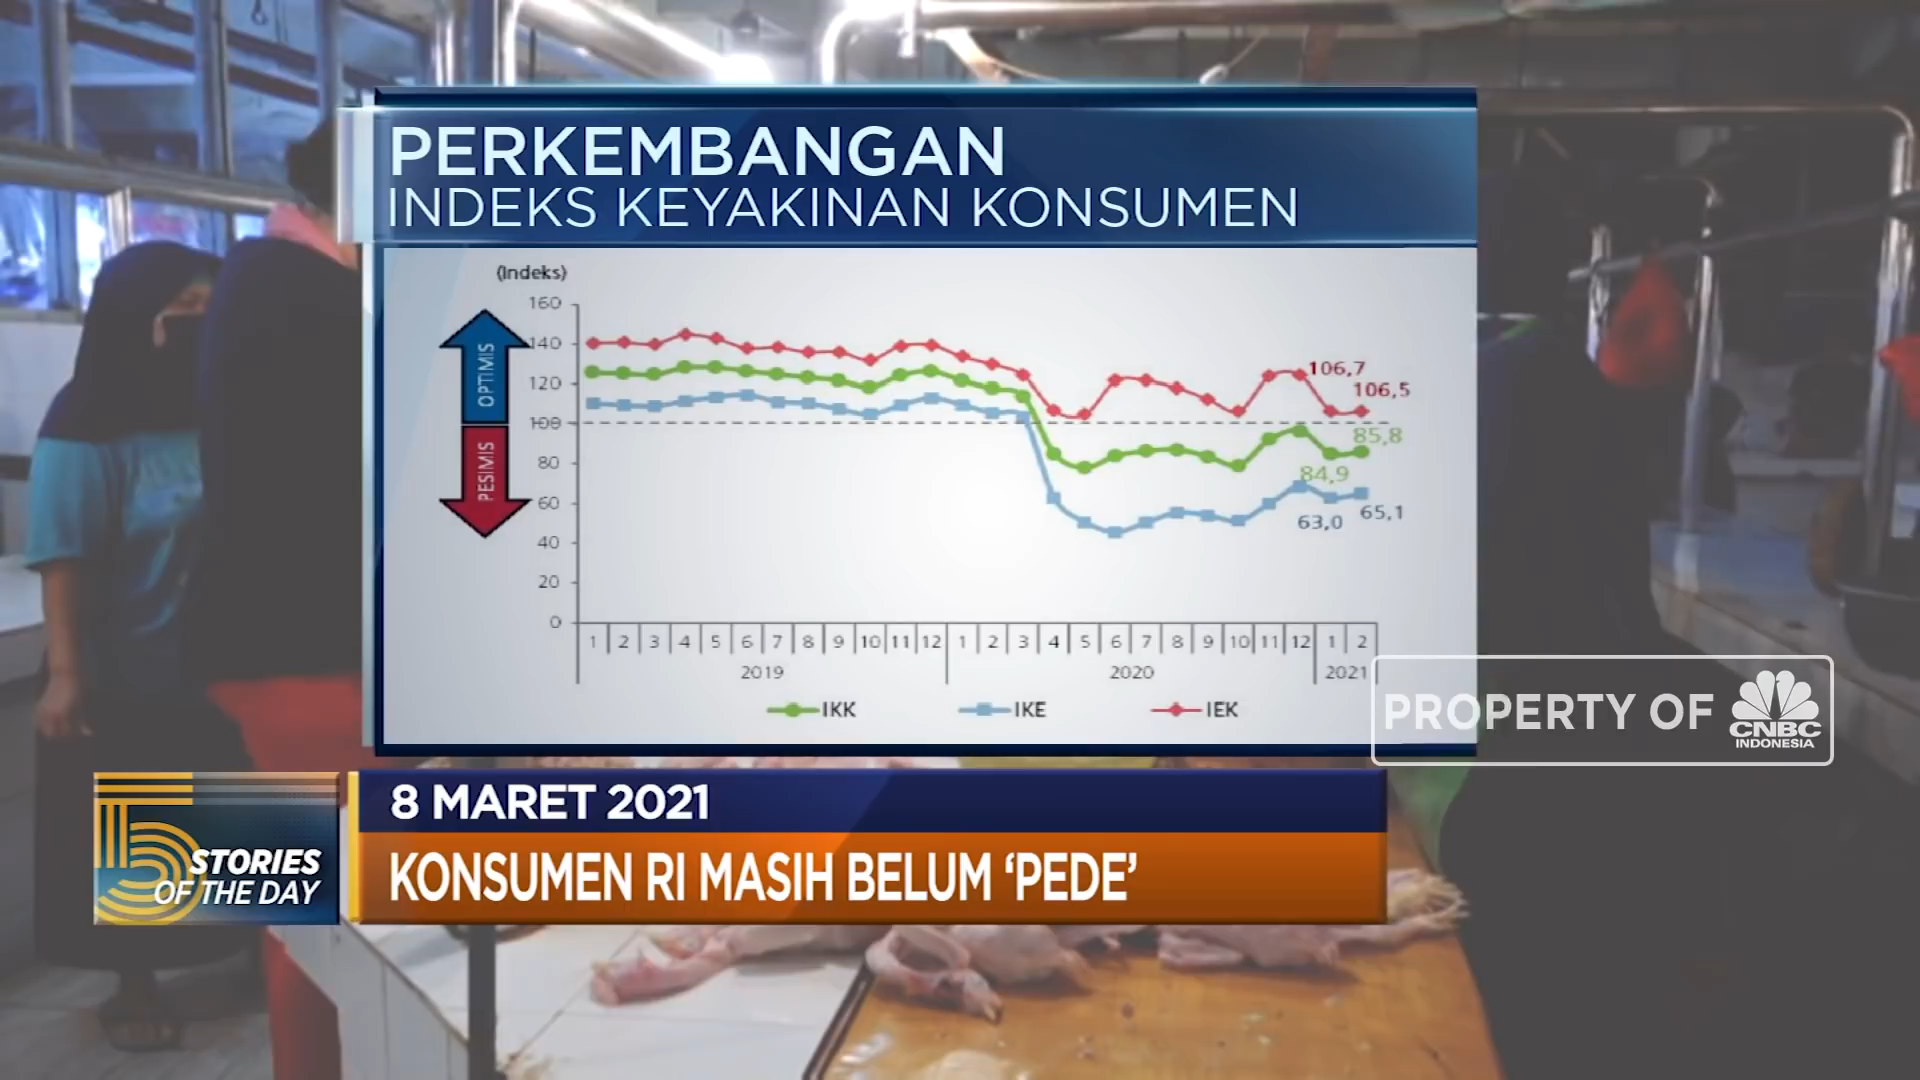 PERKEMBANGAN
INDEKS KEYAKINAN KONSUMEN
(Indeks)
160
140
120
100
80
60
40
20
0
OPTIMIS
PESIMIS
106,7
106,5
85,8
84,9
63,0
65,1
1 2 3 4 5 6 7 8 9 10 11 12 1 2 3 4 5 6 7 8 9 10 11 12 1 2
2019 2020 2021
IKK IKE IEK
PROPERTY OF CNBC INDONESIA
5 STORIES OF THE DAY
8 MARET 2021
KONSUMEN RI MASIH BELUM ‘PEDE’